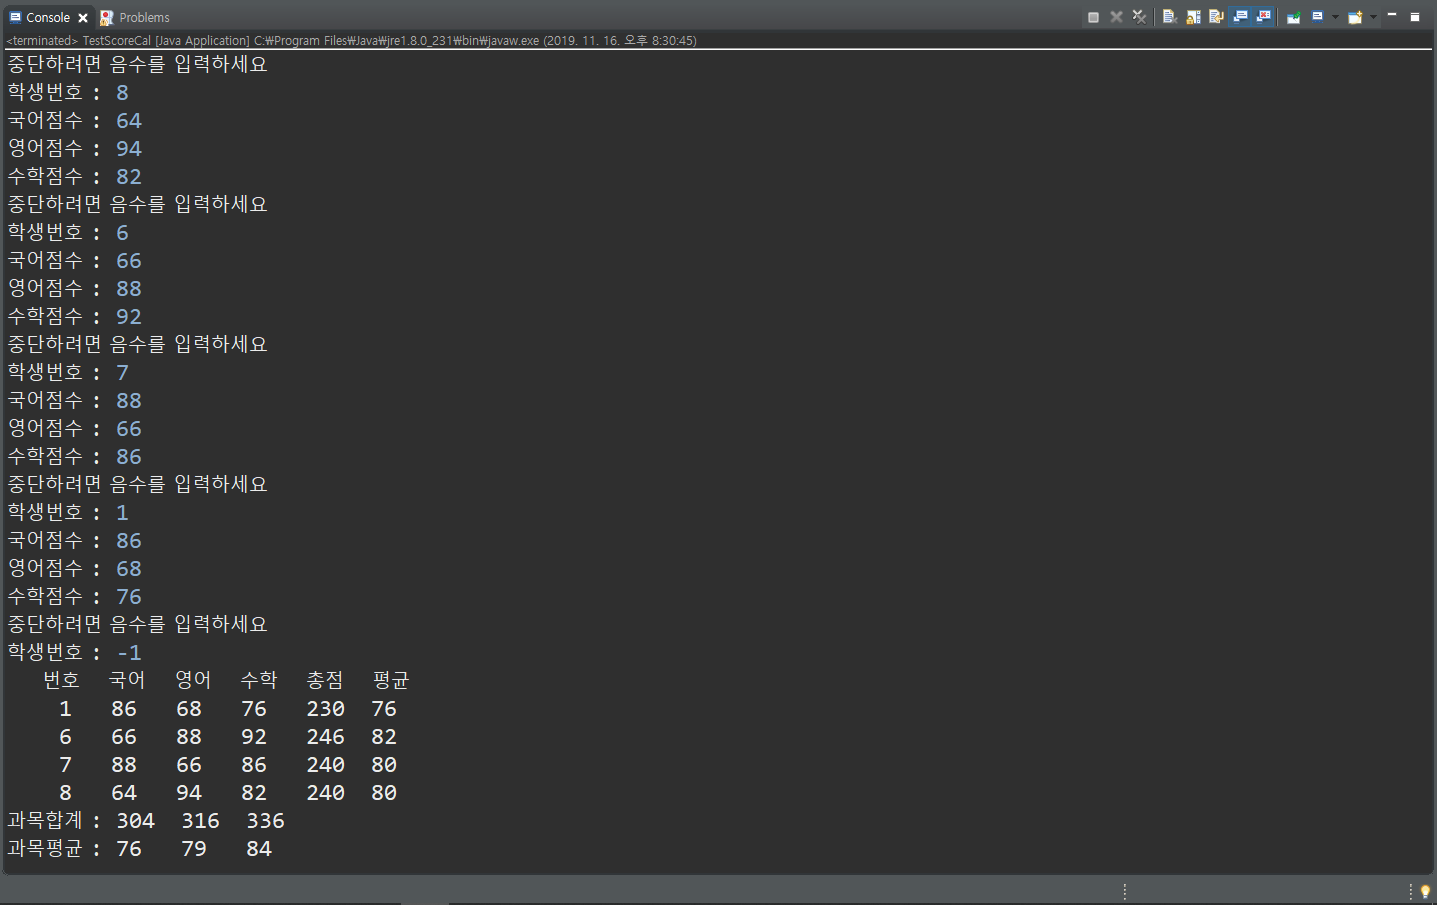 Console Problems
<terminated> TestScoreCal [Java Application] C:₩Program Files₩Java₩jre1.8.0_231₩bin₩javaw.exe (2019. 11. 16. 오후 8:30:45)
중단하려면 음수를 입력하세요
학생번호 : 8
국어점수 : 64
영어점수 : 94
수학점수 : 82
중단하려면 음수를 입력하세요
학생번호 : 6
국어점수 : 66
영어점수 : 88
수학점수 : 92
중단하려면 음수를 입력하세요
학생번호 : 7
국어점수 : 88
영어점수 : 66
수학점수 : 86
중단하려면 음수를 입력하세요
학생번호 : 1
국어점수 : 86
영어점수 : 68
수학점수 : 76
중단하려면 음수를 입력하세요
학생번호 : -1
번호 국어 영어 수학 총점 평균
1 86 68 76 230 76
6 66 88 92 246 82
7 88 66 86 240 80
8 64 94 82 240 80
과목합계 : 304 316 336
과목평균 : 76 79 84